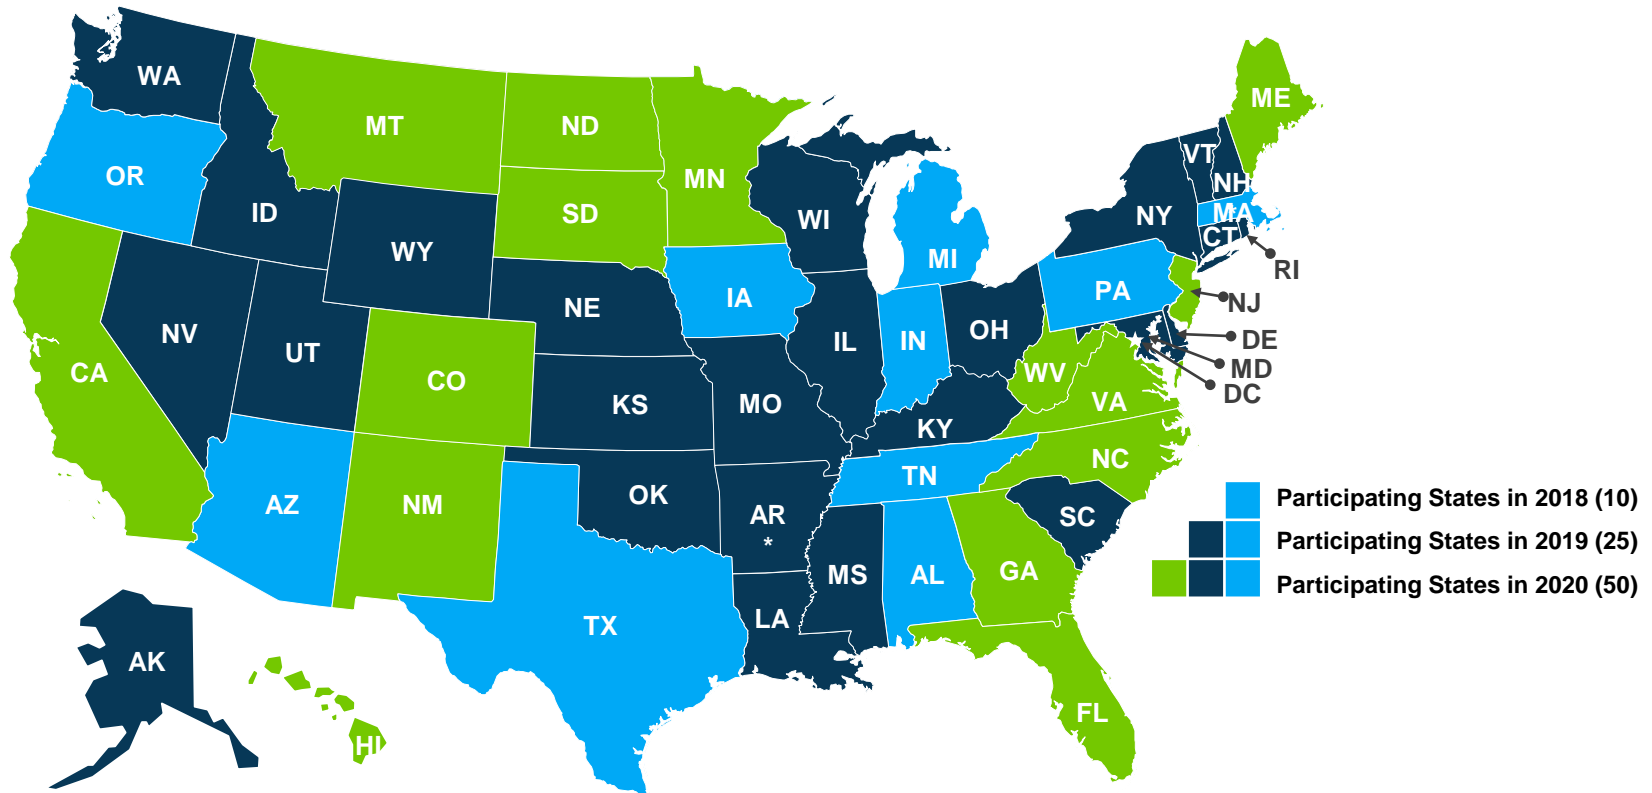 WA
MT
ND
ME
OR
MN
VT
NH
ID
SD
WI
NY
MA
WY
CT
MI
RI
IA
PA
NJ
NE
NV
OH
IL
IN
DE
UT
MD
CA
CO
WV
DC
KS
MO
VA
KY
NC
TN
OK
Participating States in 2018 (10)
AZ
NM
AR
SC
*
Participating States in 2019 (25)
MS
AL
GA
Participating States in 2020 (50)
LA
TX
AK
FL
HI